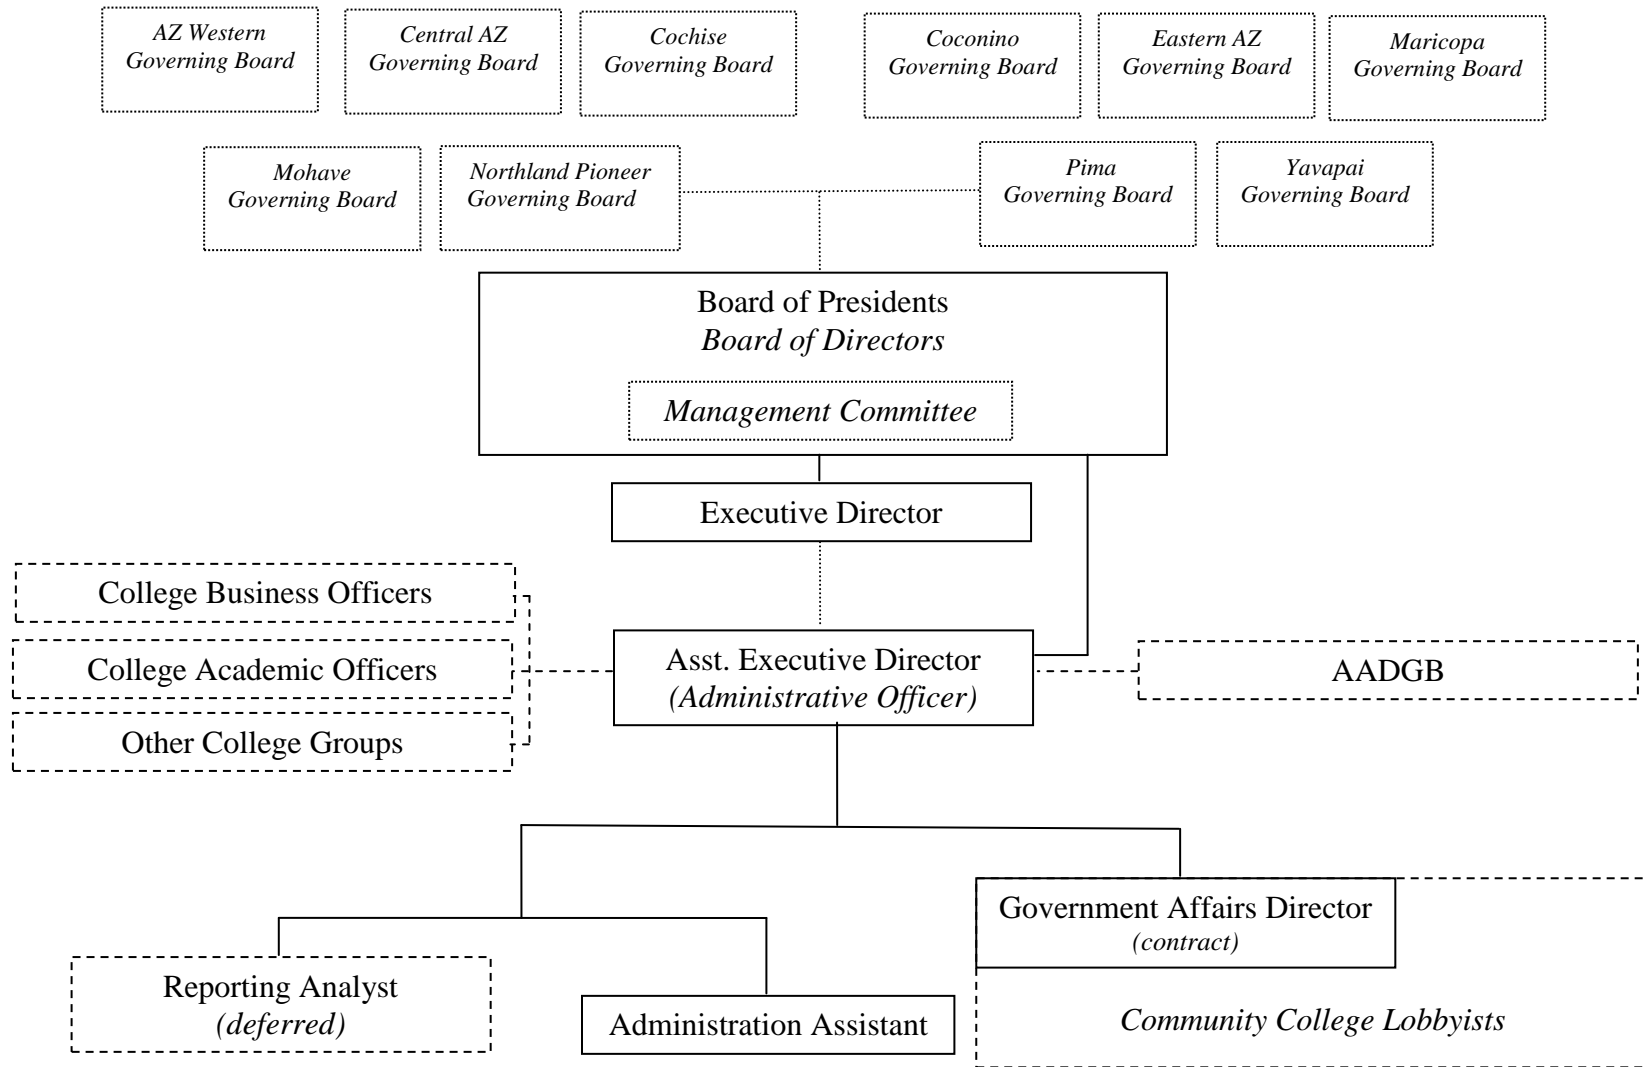 AZ Western
Governing Board
Central AZ
Governing Board
Cochise
Governing Board
Coconino
Governing Board
Eastern AZ
Governing Board
Maricopa
Governing Board
Mohave
Governing Board
Northland Pioneer
Governing Board
Pima
Governing Board
Yavapai
Governing Board
Board of Presidents
Board of Directors
Management Committee
Executive Director
College Business Officers
College Academic Officers
Other College Groups
Asst. Executive Director
(Administrative Officer)
AADGB
Government Affairs Director
(contract)
Reporting Analyst
(deferred)
Administration Assistant
Community College Lobbyists